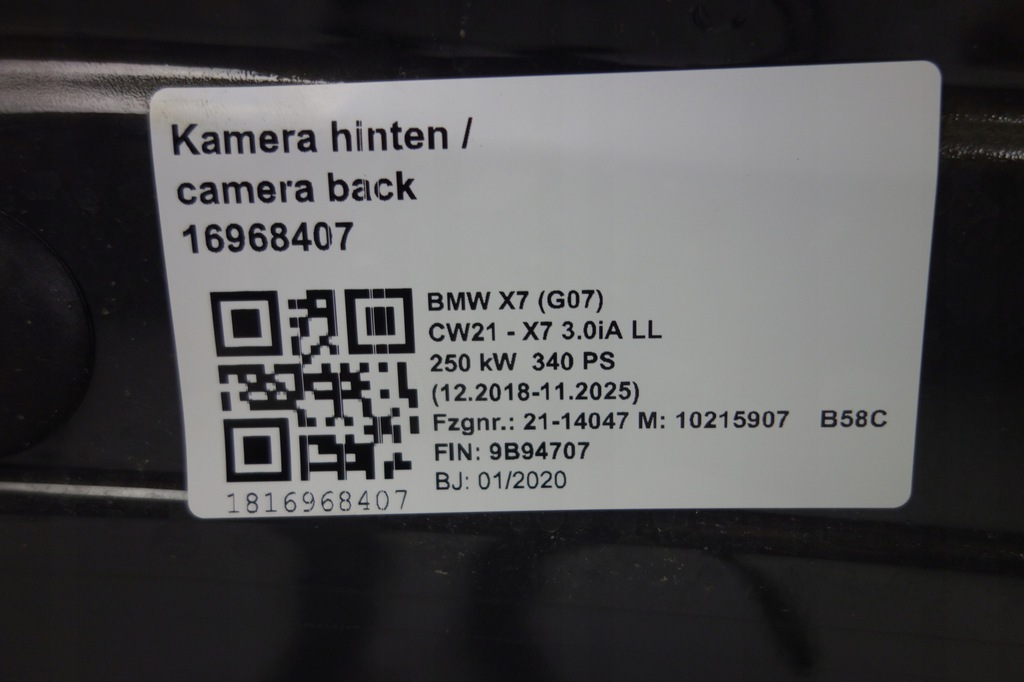 Kamera hinten /
camera back
16968407
BMW X7 (G07)
CW21 - X7 3.0iA LL
250 kW 340 PS
(12.2018-11.2025)
Fzgnr.: 21-14047 M: 10215907 B58C
FIN: 9B94707
BJ: 01/2020
1816968407